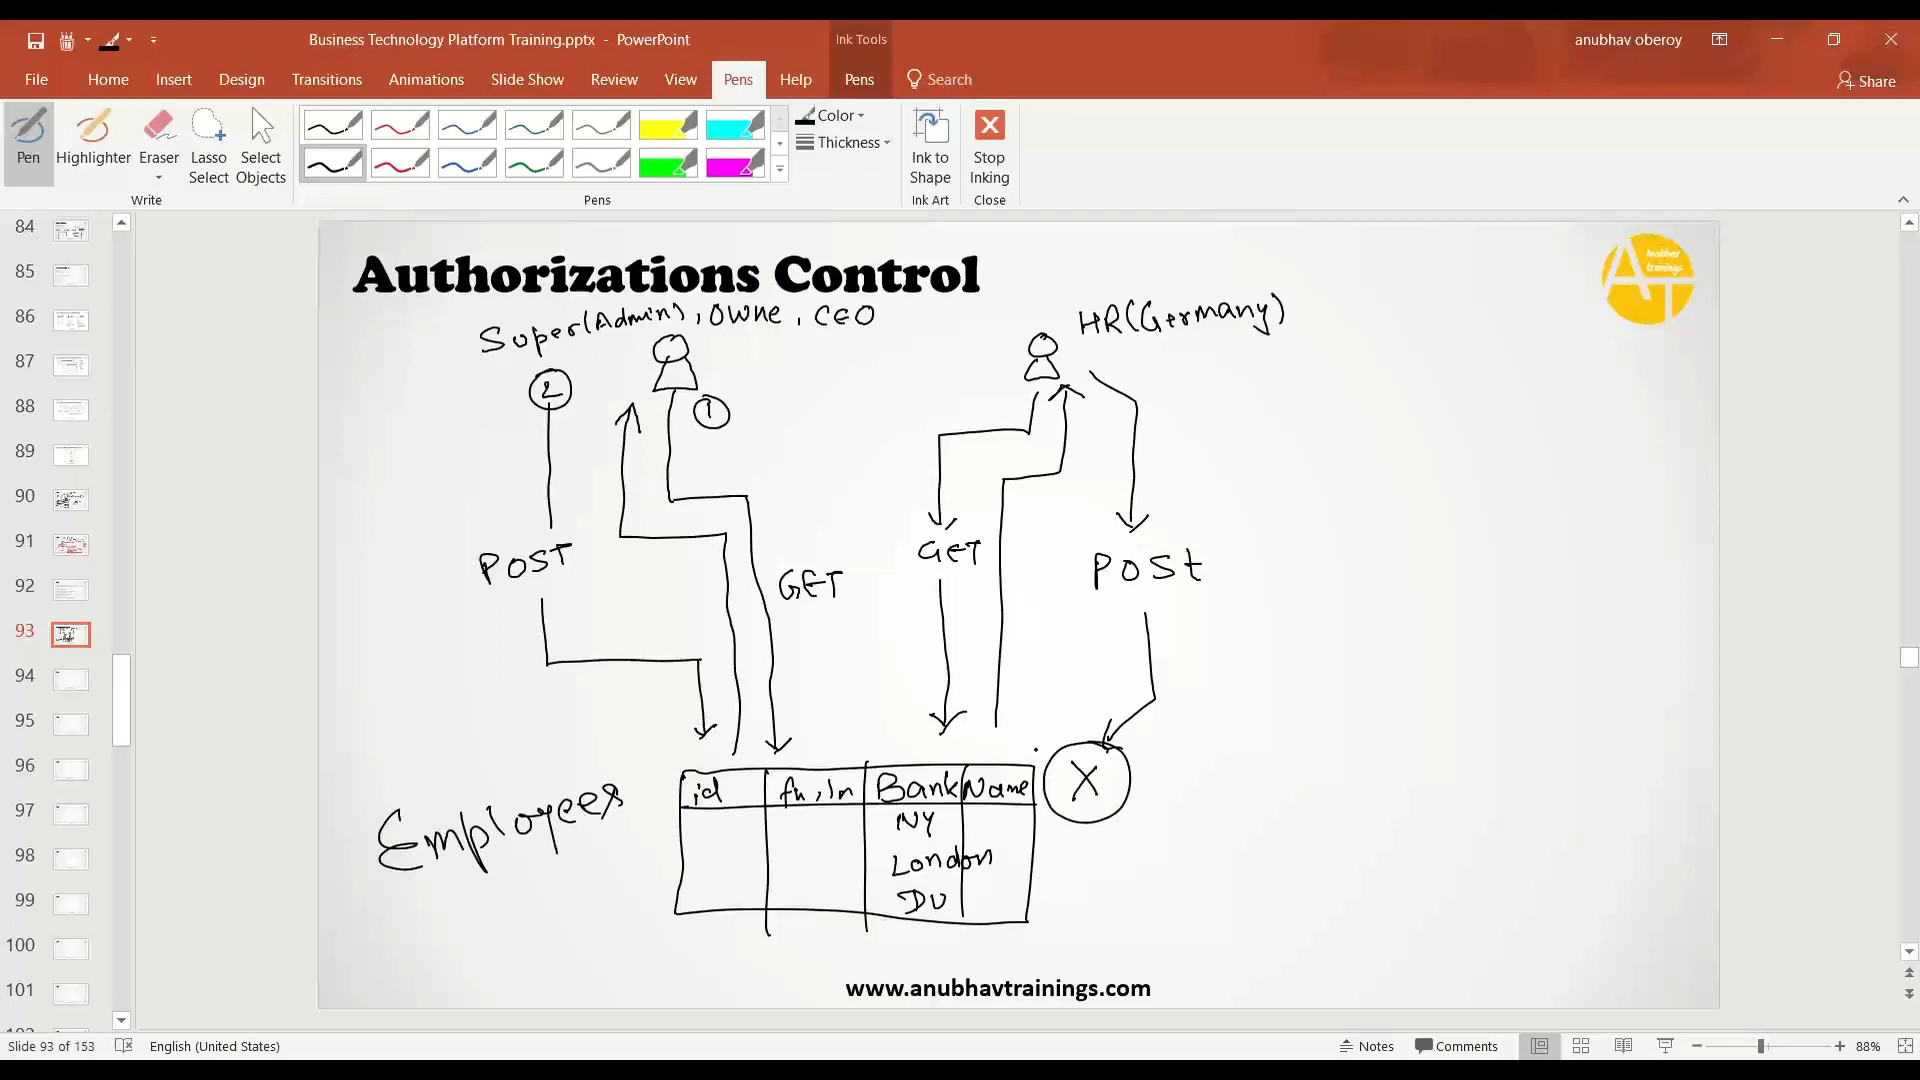 Business Technology Platform Training.pptx - PowerPoint
Ink Tools
anubhav oberoy
File Home Insert Design Transitions Animations Slide Show Review View Pens Help Pens Search
Share
Pen Highlighter Eraser Lasso Select Select Objects
Color
Thickness
Ink to Shape
Stop Inking
Write Pens Ink Art Close
84
85
86
87
88
89
90
91
92
93
94
95
96
97
98
99
100
101
Authorizations Control
Anubhav trainings
AT
Super(Admin), Owne, CEO
HR(Germany)
2
1
POST
GET
GET
POSt
Employees
id fn,ln Bank Name
X
NY
London
DU
www.anubhavtrainings.com
Slide 93 of 153 English (United States) Notes Comments 88%